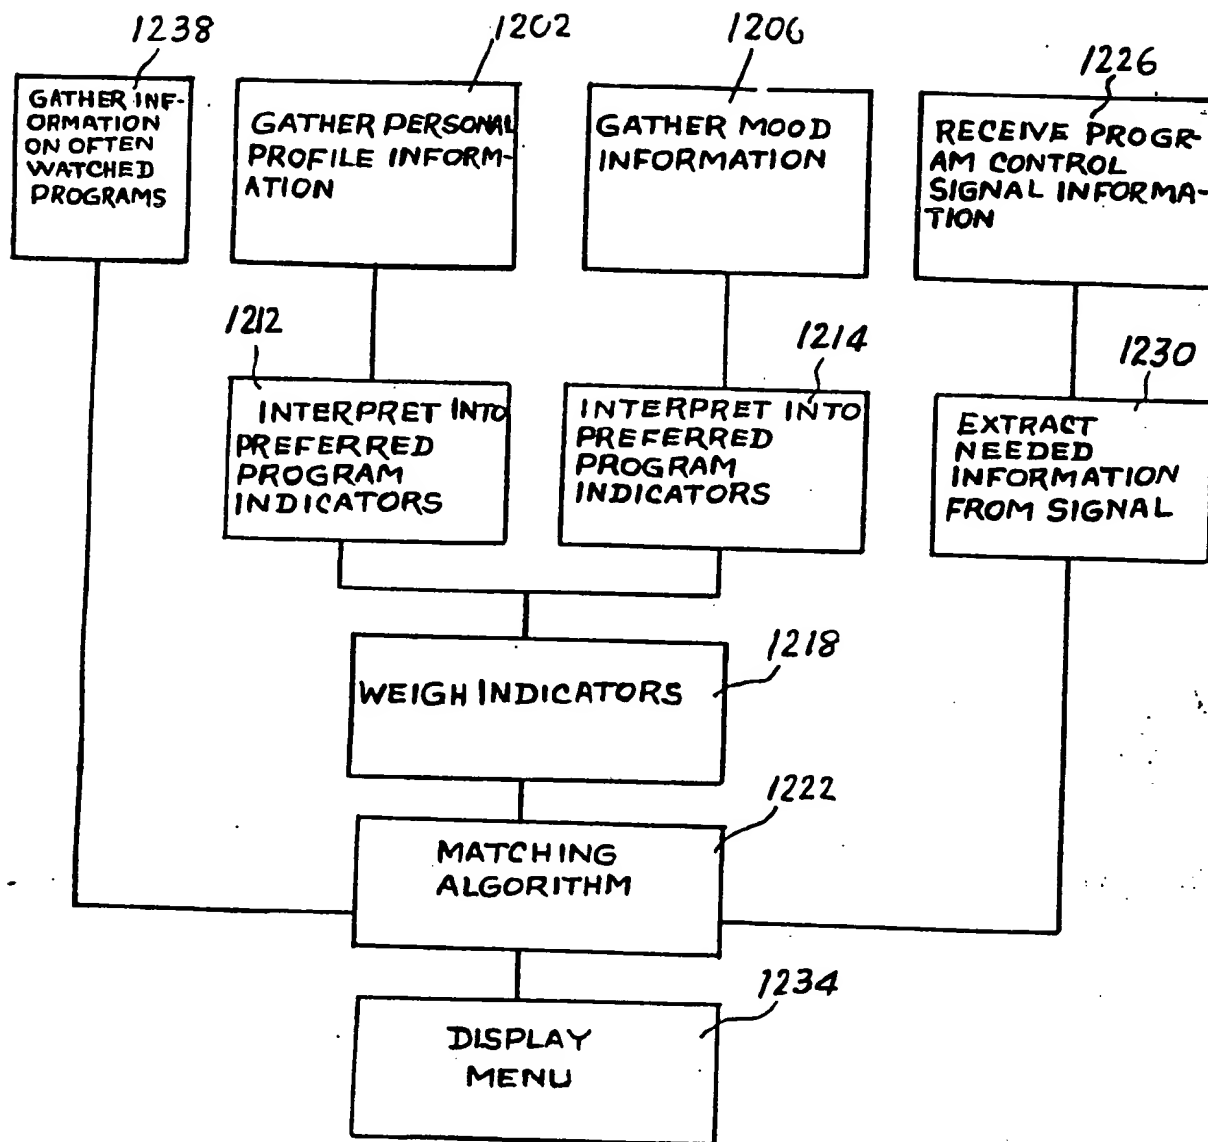 1238
1202
1206
1226
GATHER INF-
ORMATION
ON OFTEN
WATCHED
PROGRAMS
GATHER PERSONAL
PROFILE INFORM-
ATION
GATHER MOOD
INFORMATION
RECEIVE PROGR-
AM CONTROL
SIGNAL INFORMA-
TION
1212
1214
1230
INTERPRET INTO
PREFERRED
PROGRAM
INDICATORS
INTERPRET INTO
PREFERRED
PROGRAM
INDICATORS
EXTRACT
NEEDED
INFORMATION
FROM SIGNAL
1218
WEIGH INDICATORS
1222
MATCHING
ALGORITHM
1234
DISPLAY
MENU